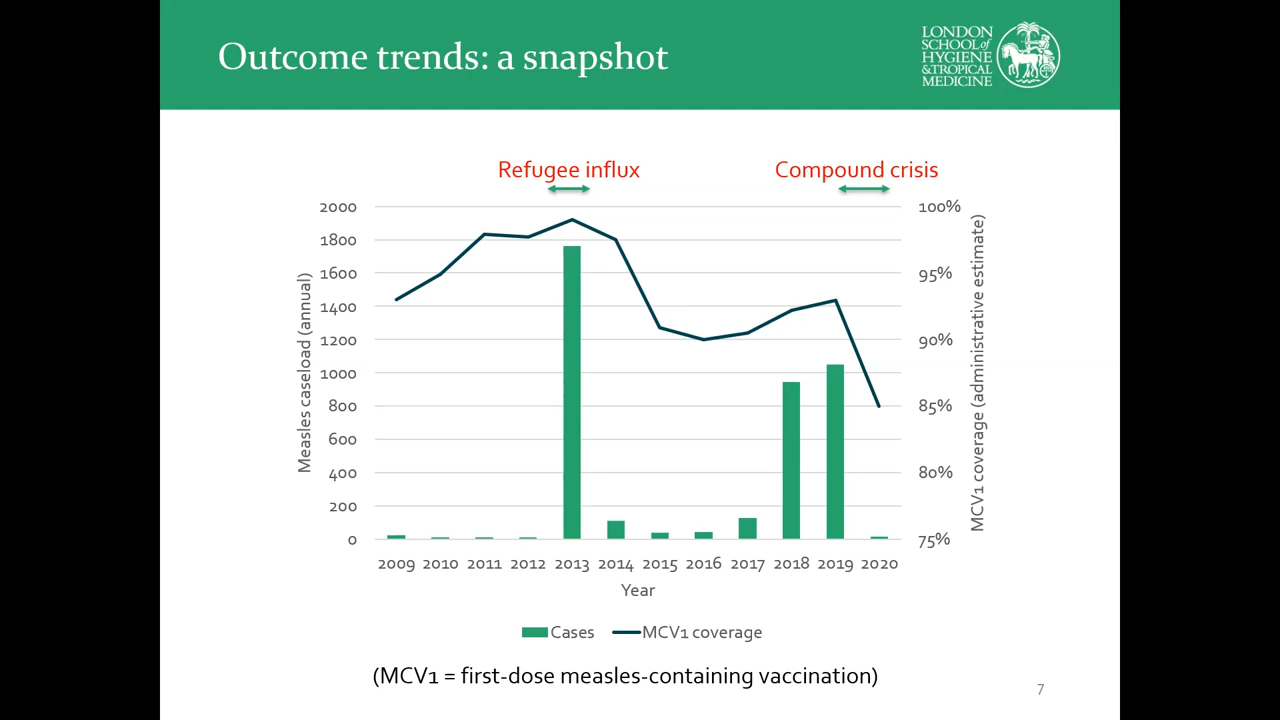 Outcome trends: a snapshot
LONDON
SCHOOL of
HYGIENE
& TROPICAL
MEDICINE
Refugee influx
Compound crisis
2000
1800
1600
1400
1200
1000
800
600
400
200
0
Measles caseload (annual)
100%
95%
90%
85%
80%
75%
MCV1 coverage (administrative estimate)
2009 2010 2011 2012 2013 2014 2015 2016 2017 2018 2019 2020
Year
Cases MCV1 coverage
(MCV1 = first-dose measles-containing vaccination)
7